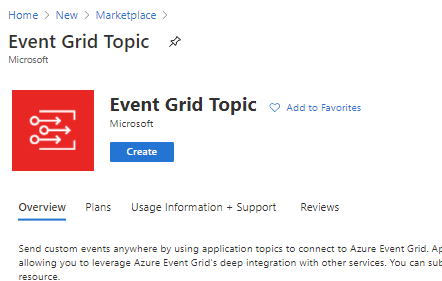 Home > New > Marketplace >
Event Grid Topic
Microsoft
Event Grid Topic
Add to Favorites
Microsoft
Create
Overview
Plans
Usage Information + Support
Reviews
Send custom events anywhere by using application topics to connect to Azure Event Grid. Ap
allowing you to leverage Azure Event Grid's deep integration with other services. You can sub
resource.